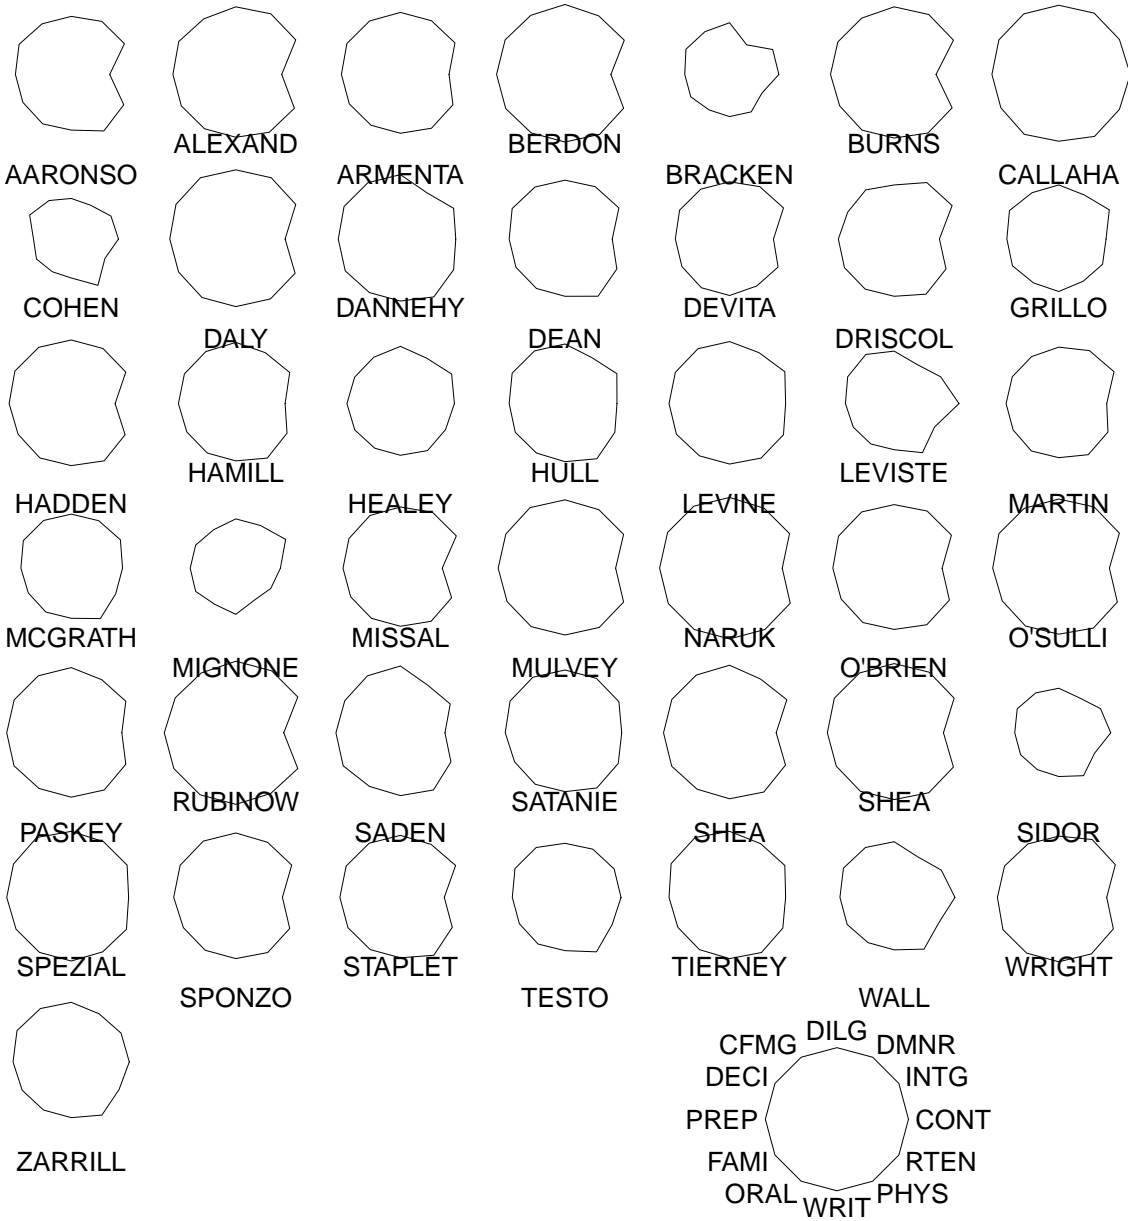 ALEXAND BERDON BURNS
AARONSO ARMENTA BRACKEN CALLAHA
COHEN DANNEHY DEVITA GRILLO
DALY DEAN DRISCOL
HAMILL HULL LEVISTE
HADDEN HEALEY LEVINE MARTIN
MCGRATH MISSAL NARUK O'SULLI
MIGNONE MULVEY O'BRIEN
RUBINOW SATANIE SHEA
PASKEY SADEN SHEA SIDOR
SPEZIAL STAPLET TIERNEY WRIGHT
SPONZO TESTO WALL
DILG
CFMG DMNR
DECI INTG
PREP CONT
FAMI RTEN
ORAL WRIT PHYS
ZARRILL